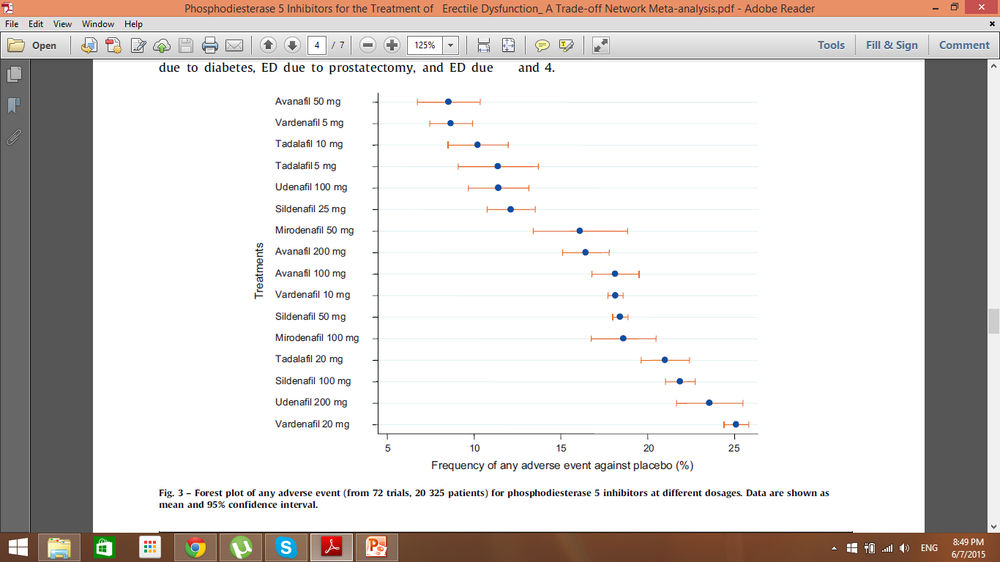 Phosphodiesterase 5 Inhibitors for the Treatment of Erectile Dysfunction_ A Trade-off Network Meta-analysis.pdf - Adobe Reader
File Edit View Window Help
Open 4 / 7 125% Tools Fill & Sign Comment
due to diabetes, ED due to prostatectomy, and ED due and 4.
Treatments
Avanafil 50 mg
Vardenafil 5 mg
Tadalafil 10 mg
Tadalafil 5 mg
Udenafil 100 mg
Sildenafil 25 mg
Mirodenafil 50 mg
Avanafil 200 mg
Avanafil 100 mg
Vardenafil 10 mg
Sildenafil 50 mg
Mirodenafil 100 mg
Tadalafil 20 mg
Sildenafil 100 mg
Udenafil 200 mg
Vardenafil 20 mg
5 10 15 20 25
Frequency of any adverse event against placebo (%)
Fig. 3 – Forest plot of any adverse event (from 72 trials, 20 325 patients) for phosphodiesterase 5 inhibitors at different dosages. Data are shown as
mean and 95% confidence interval.
ENG
8:49 PM
6/7/2015